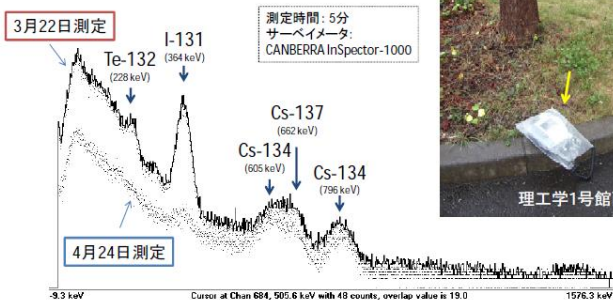 3月22日測定
Te-132
(228 keV)
I-131
(364 keV)
測定時間：5分
サーベイメータ:
CANBERRA InSpector-1000
Cs-137
(662 keV)
Cs-134
(605 keV)
Cs-134
(796 keV)
4月24日測定
理工学1号館
-9.3 keV
Cursor at Chan 684, 505.6 keV with 48 counts, overlap value is 19.0
1576.3 keV